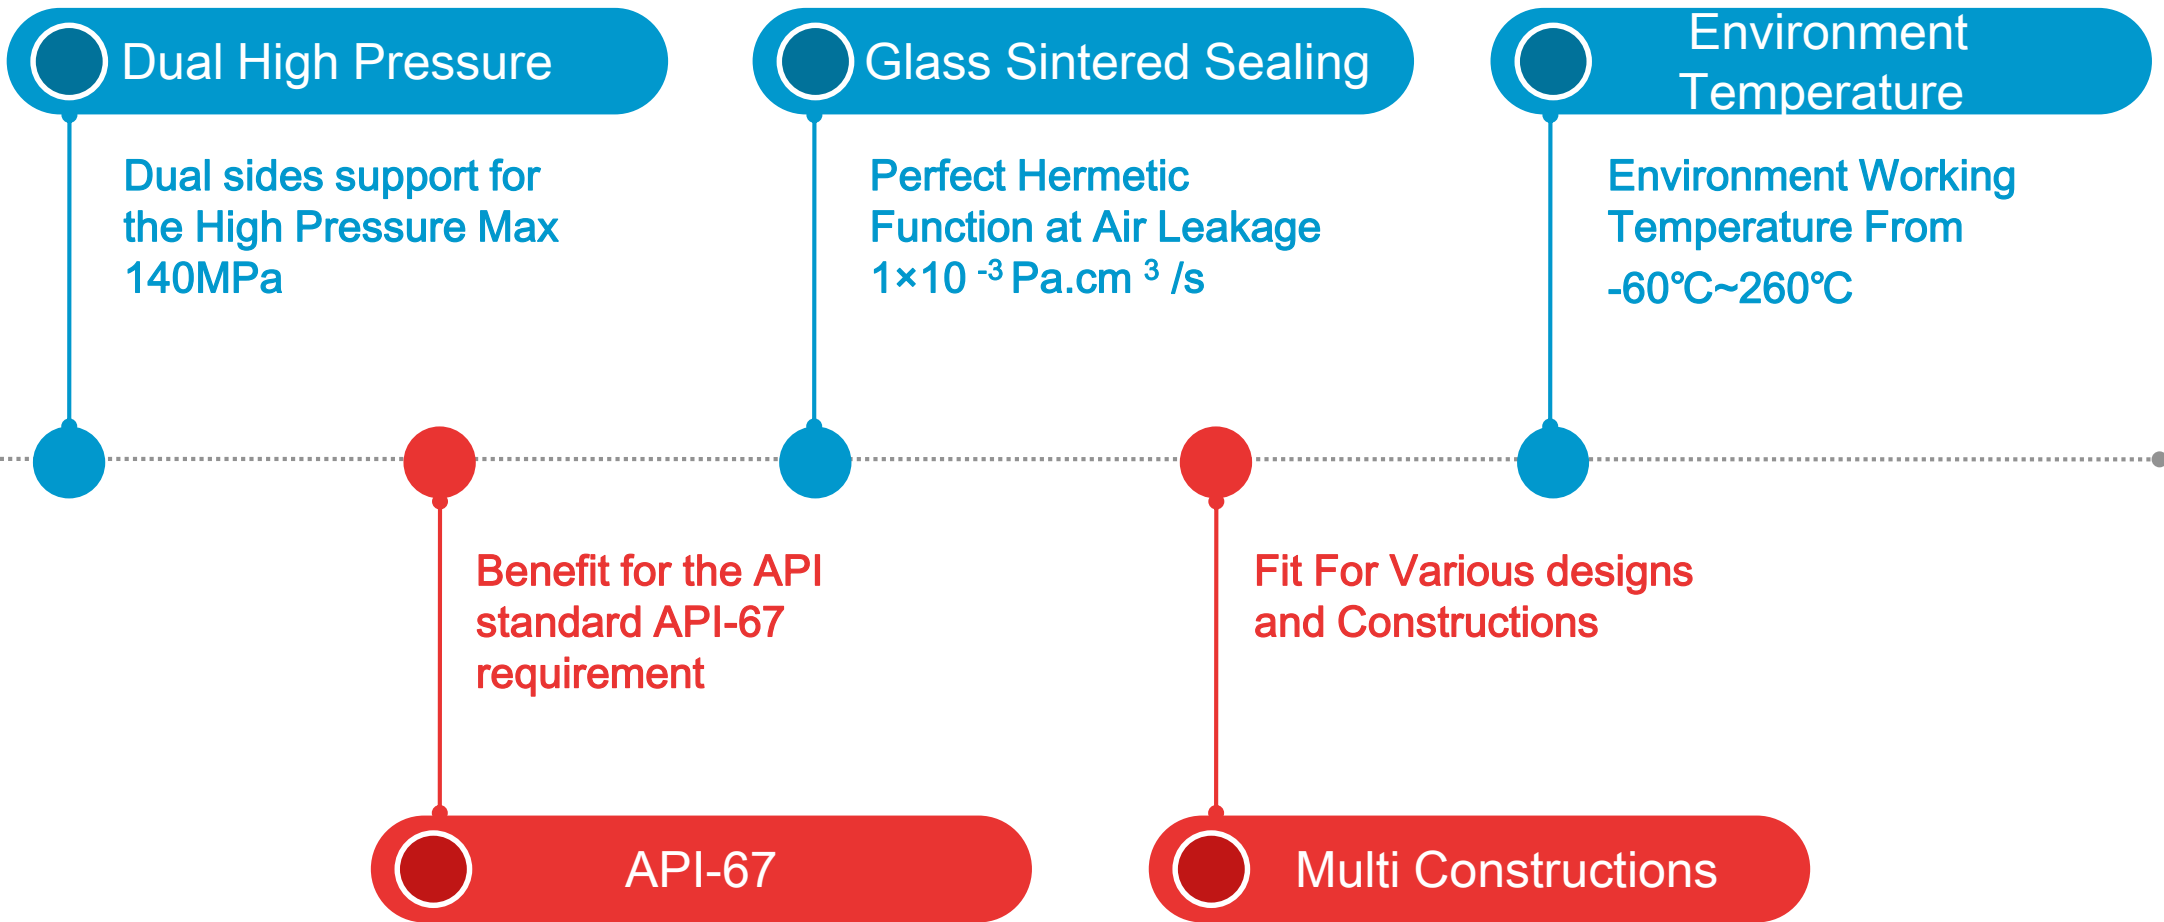 Dual High Pressure
Dual sides support for
the High Pressure Max
140MPa
Glass Sintered Sealing
Perfect Hermetic
Function at Air Leakage
1×10 -3 Pa.cm 3 /s
Environment
Temperature
Environment Working
Temperature From
-60℃~260℃
Benefit for the API
standard API-67
requirement
API-67
Fit For Various designs
and Constructions
Multi Constructions